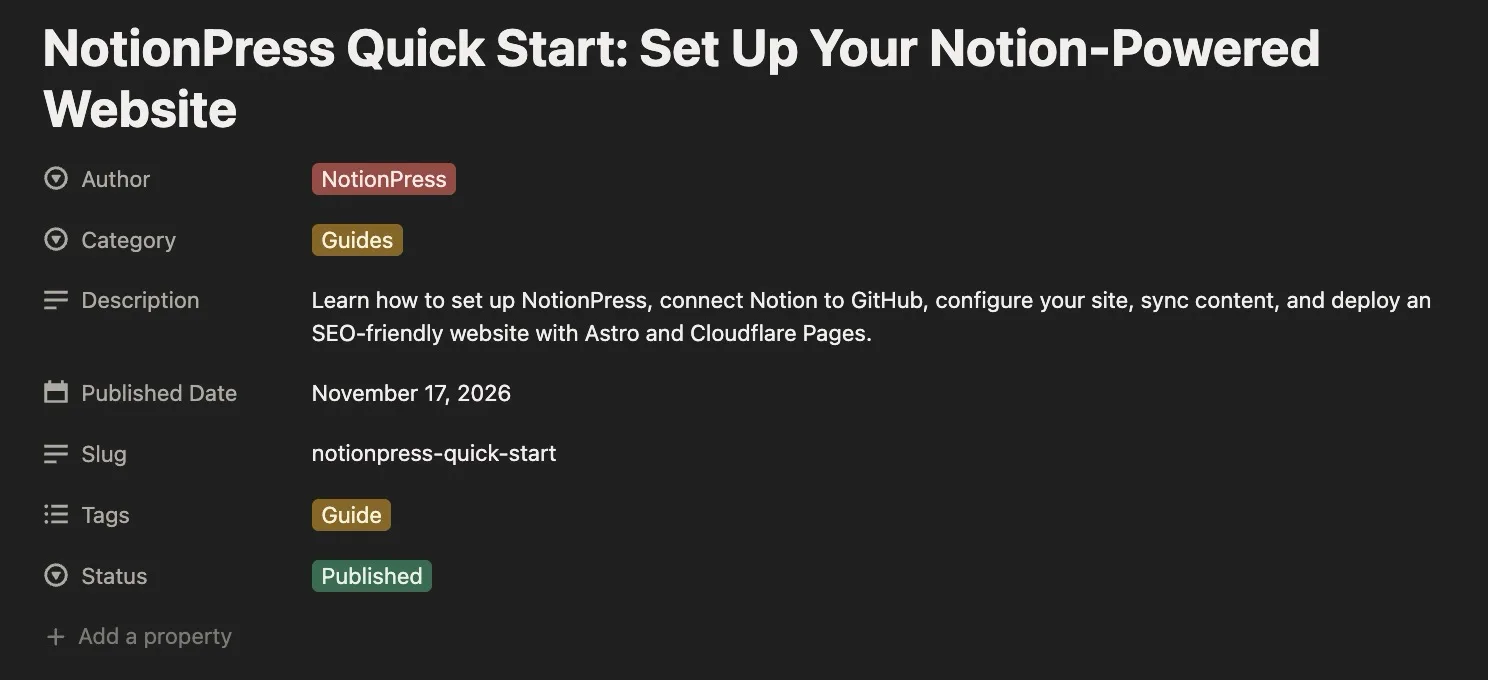 NotionPress Quick Start: Set Up Your Notion-Powered
Website
Author NotionPress
Category Guides
Description Learn how to set up NotionPress, connect Notion to GitHub, configure your site, sync content, and deploy an
SEO-friendly website with Astro and Cloudflare Pages.
Published Date November 17, 2026
Slug notionpress-quick-start
Tags Guide
Status Published
+ Add a property